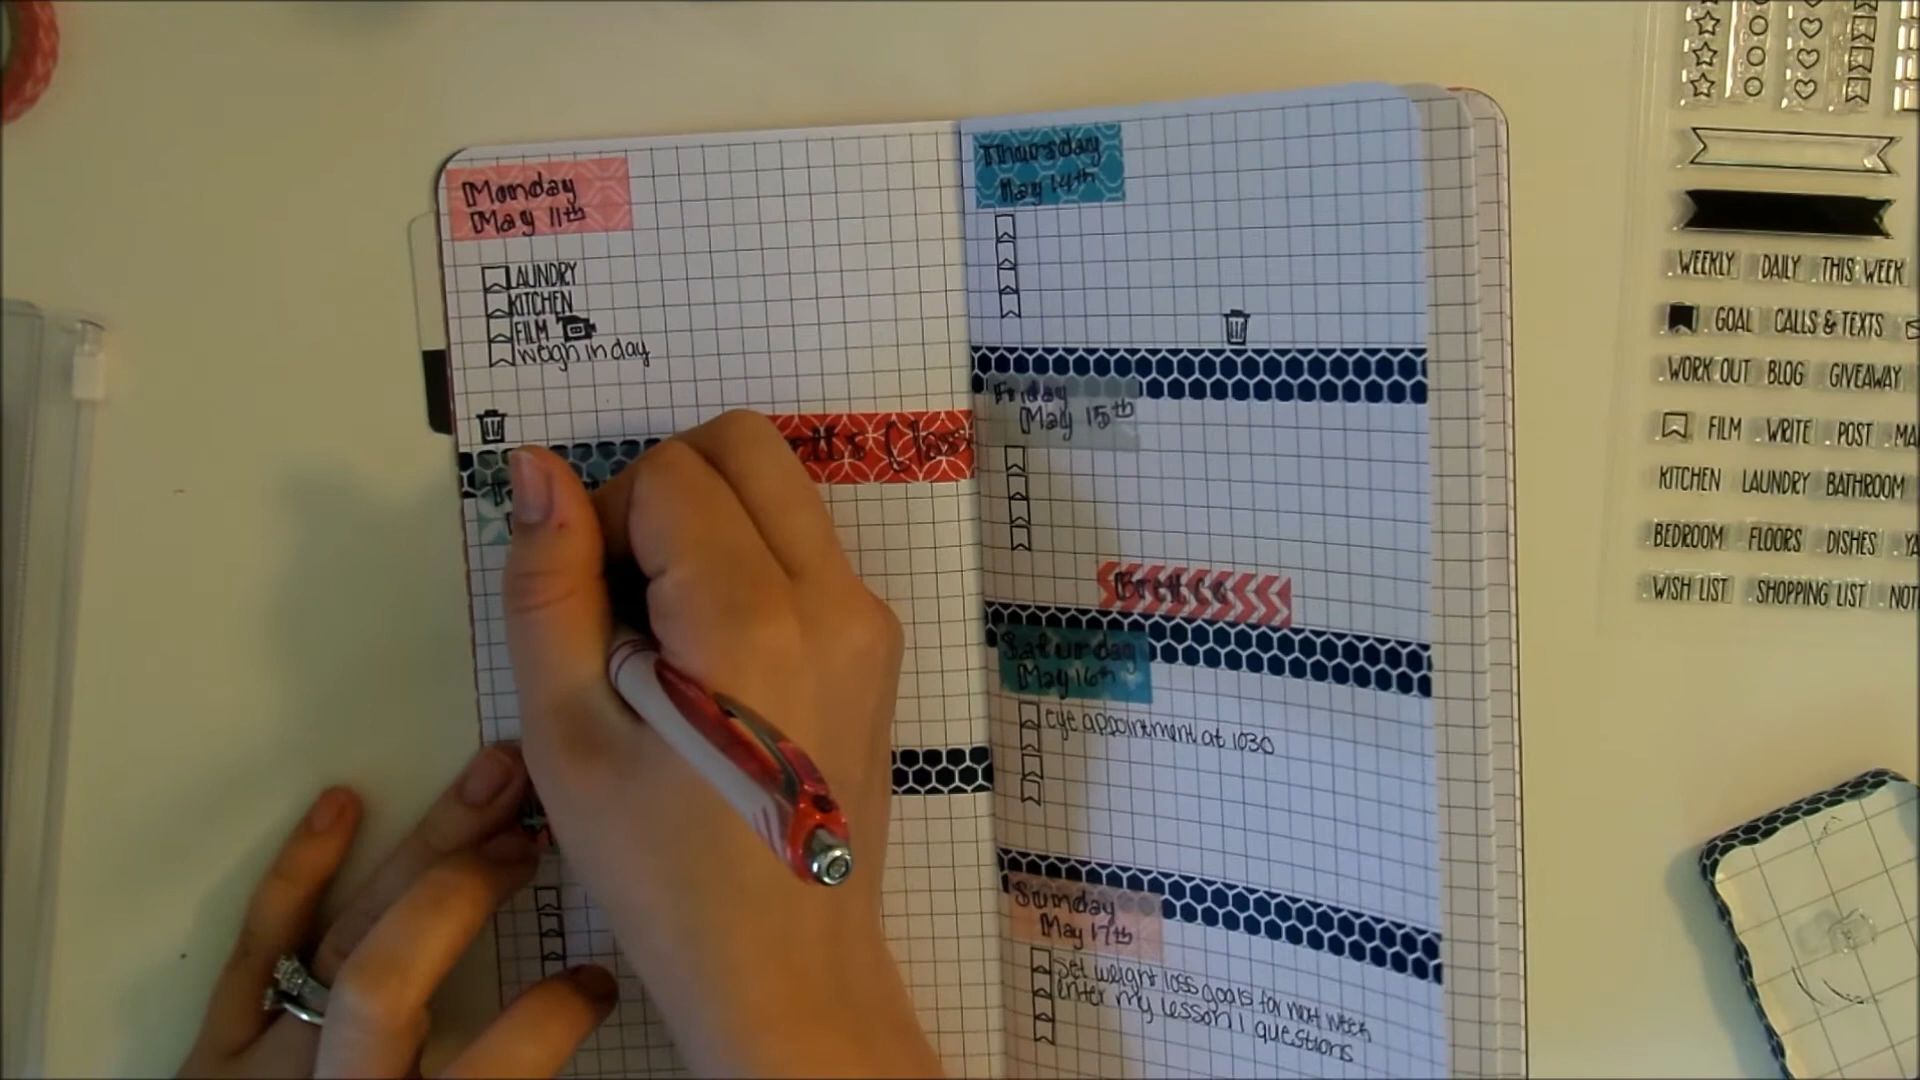 Monday
May 11th
LAUNDRY
KITCHEN
FILM
weigh in day
Class
Thursday
May 14th
Friday
May 15th
Saturday
May 16th
eye appointment at 1030
Sunday
May 17th
set weight loss goals for next week
enter my lesson 1 questions
WEEKLY DAILY THIS WEEK
GOAL CALLS & TEXTS
WORK OUT BLOG GIVEAWAY
FILM WRITE POST
KITCHEN LAUNDRY BATHROOM
BEDROOM FLOORS DISHES
WISH LIST SHOPPING LIST